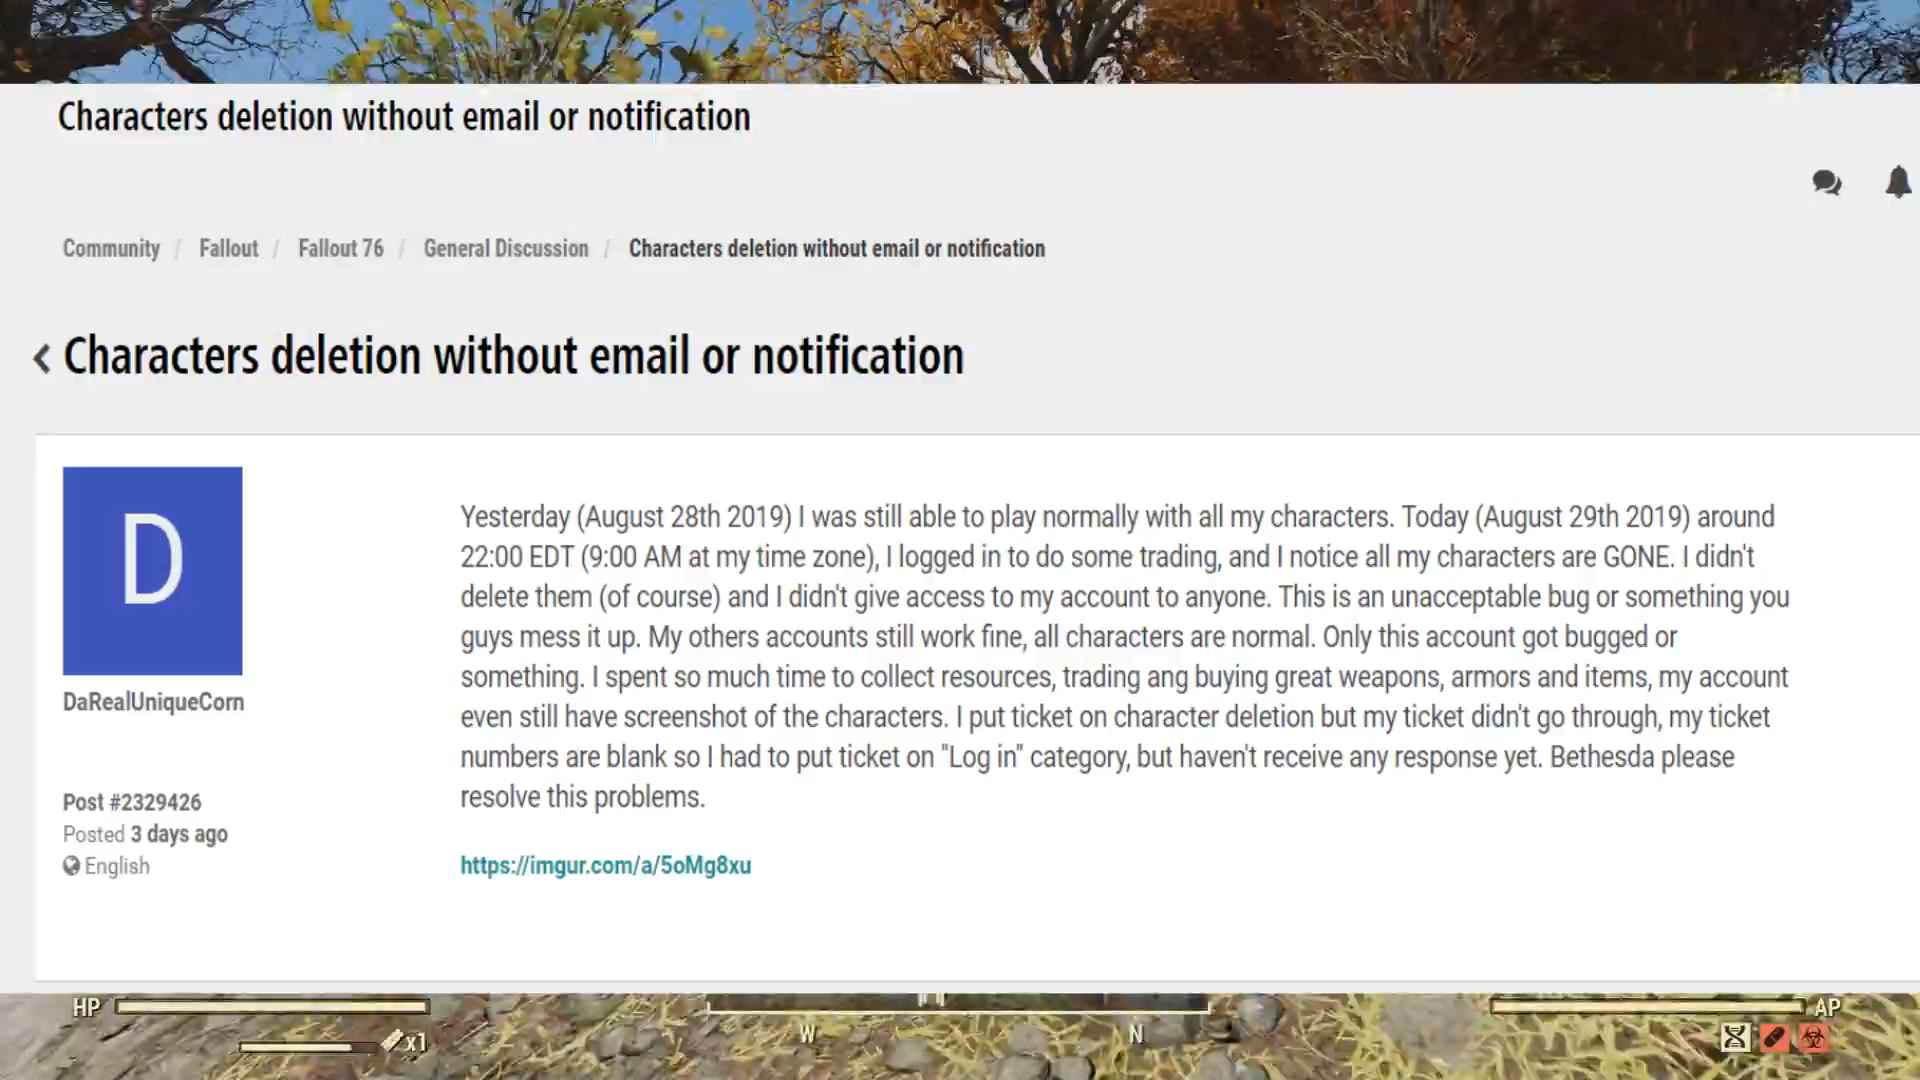 Characters deletion without email or notification
Community / Fallout / Fallout 76 / General Discussion / Characters deletion without email or notification
Characters deletion without email or notification
D
DaRealUniqueCorn
Post #2329426
Posted 3 days ago
English
Yesterday (August 28th 2019) I was still able to play normally with all my characters. Today (August 29th 2019) around
22:00 EDT (9:00 AM at my time zone), I logged in to do some trading, and I notice all my characters are GONE. I didn't
delete them (of course) and I didn't give access to my account to anyone. This is an unacceptable bug or something you
guys mess it up. My others accounts still work fine, all characters are normal. Only this account got bugged or
something. I spent so much time to collect resources, trading ang buying great weapons, armors and items, my account
even still have screenshot of the characters. I put ticket on character deletion but my ticket didn't go through, my ticket
numbers are blank so I had to put ticket on "Log in" category, but haven't receive any response yet. Bethesda please
resolve this problems.
https://imgur.com/a/5oMg8xu
HP
x1
W
N
AP